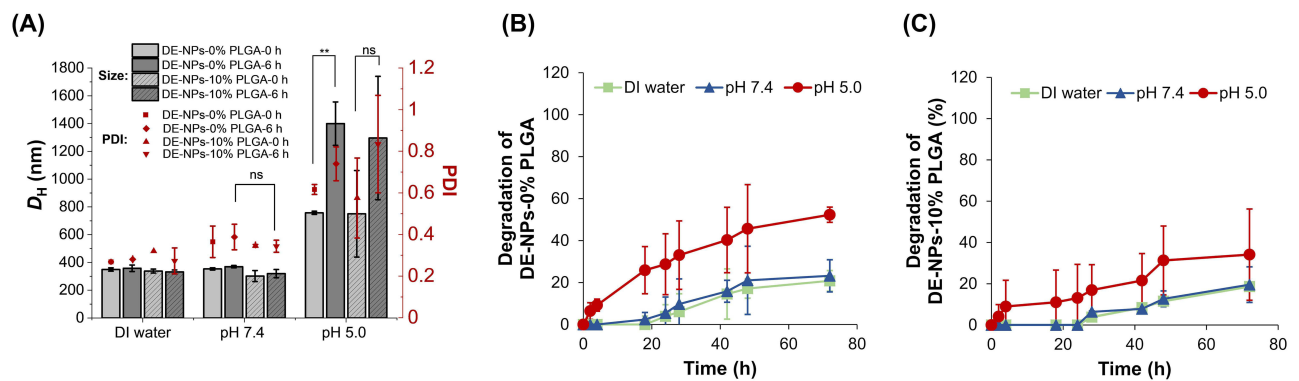 (A)
Size:
DE-NPs-0% PLGA-0 h
DE-NPs-0% PLGA-6 h
DE-NPs-10% PLGA-0 h
DE-NPs-10% PLGA-6 h
PDI:
DE-NPs-0% PLGA-0 h
DE-NPs-0% PLGA-6 h
DE-NPs-10% PLGA-0 h
DE-NPs-10% PLGA-6 h
ns
**
ns
1800
1600
1400
1200
1000
800
600
400
200
0
DH (nm)
DI water
pH 7.4
pH 5.0
1.2
1
0.8
0.6
0.4
0.2
0
PDI
(B)
DI water
pH 7.4
pH 5.0
Degradation of
DE-NPs-0% PLGA
120
100
80
60
40
20
0
0
20
40
60
80
Time (h)
(C)
DI water
pH 7.4
pH 5.0
Degradation of
DE-NPs-10% PLGA (%)
120
100
80
60
40
20
0
0
20
40
60
80
Time (h)